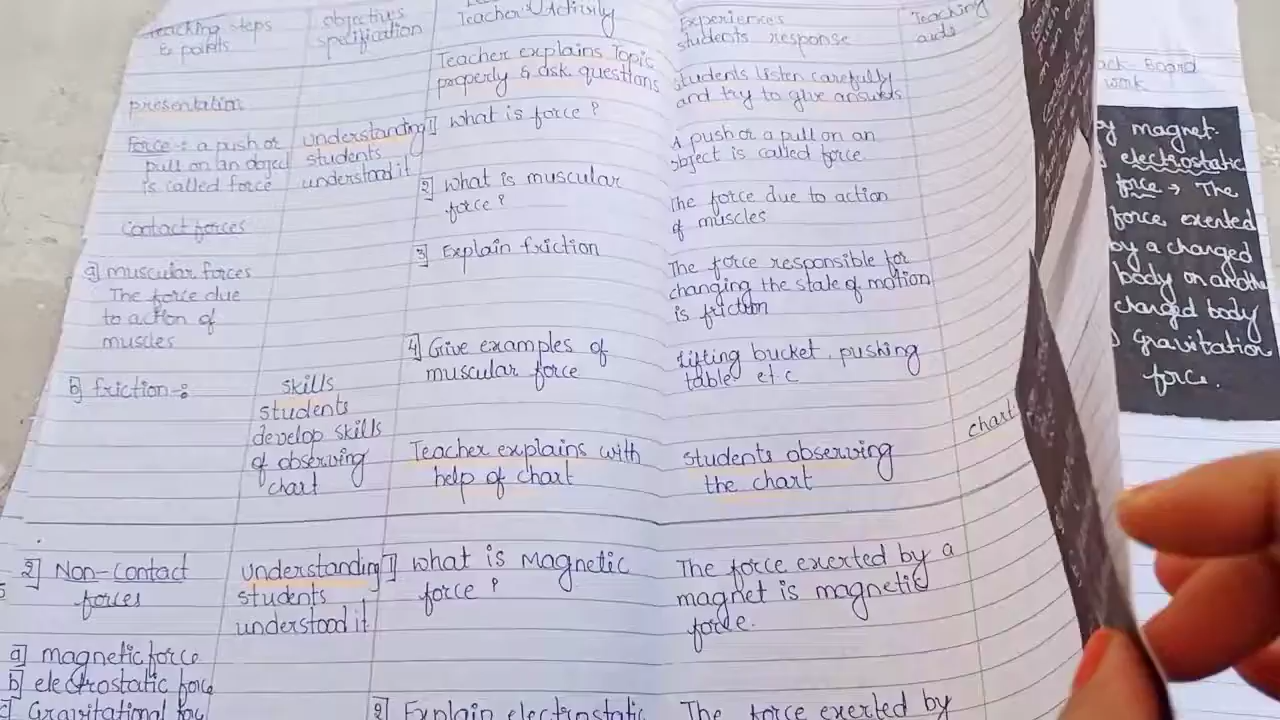 Teaching steps
& points
objectives
specification
Teacher's Activity
Experiences
students response
Teaching
aids
presentation
Force :- a push or
pull on an object
is called force
Contact forces
a) muscular forces
The force due
to action of
muscles
b) friction -:
understanding
students
understood it
skills
students
develop skills
of observing
chart
Teacher explains Topic
properly & ask questions
1] what is force ?
2] what is muscular
force ?
3] Explain friction
4] Give examples of
muscular force
Teacher explains with
help of chart
students listen carefully
and try to give answers
A push or a pull on an
object is called force
The force due to action
of muscles
The force responsible for
changing the state of motion
is friction
Lifting bucket, pushing
table etc
students observing
the chart
chart
2] Non-Contact
forces
a] magnetic force
b] electrostatic force
Gravitational
understanding
students
understood it
1] what is Magnetic
force ?
2] Explain electrostatic
The force exerted by a
magnet is magnetic
force.
The force exerted by
Board
work
by magnet.
electrostatic
force → The
force exerted
by a charged
body on another
charged body
Gravitation
force.